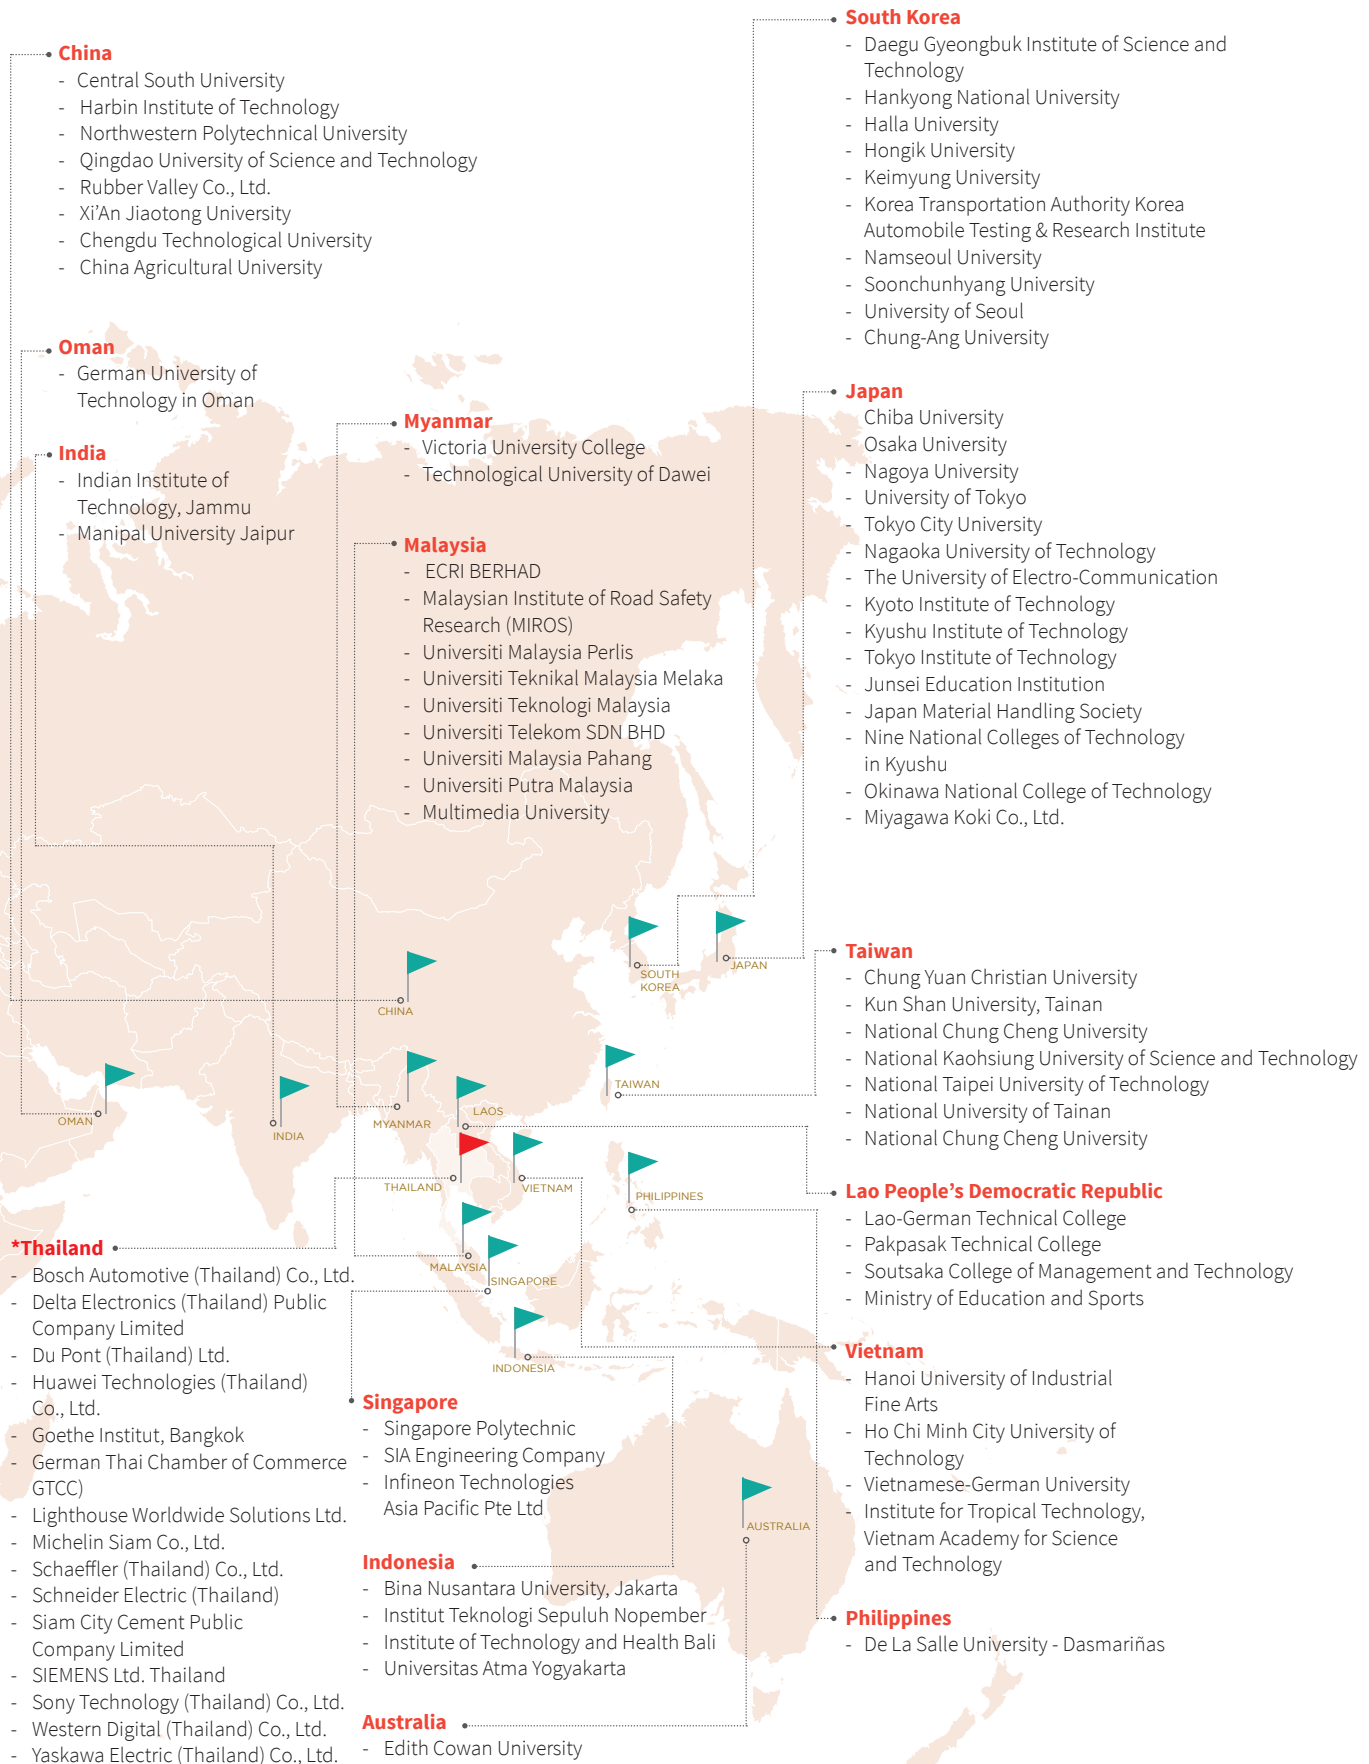 China
- Central South University
- Harbin Institute of Technology
- Northwestern Polytechnical University
- Qingdao University of Science and Technology
- Rubber Valley Co., Ltd.
- Xi’An Jiaotong University
- Chengdu Technological University
- China Agricultural University
Oman
- German University of
Technology in Oman
India
- Indian Institute of
Technology, Jammu
- Manipal University Jaipur
Myanmar
- Victoria University College
- Technological University of Dawei
Malaysia
- ECRI BERHAD
- Malaysian Institute of Road Safety
Research (MIROS)
- Universiti Malaysia Perlis
- Universiti Teknikal Malaysia Melaka
- Universiti Teknologi Malaysia
- Universiti Telekom SDN BHD
- Universiti Malaysia Pahang
- Universiti Putra Malaysia
- Multimedia University
South Korea
- Daegu Gyeongbuk Institute of Science and
Technology
- Hankyong National University
- Halla University
- Hongik University
- Keimyung University
- Korea Transportation Authority Korea
Automobile Testing & Research Institute
- Namseoul University
- Soonchunhyang University
- University of Seoul
- Chung-Ang University
Japan
- Chiba University
- Osaka University
- Nagoya University
- University of Tokyo
- Tokyo City University
- Nagaoka University of Technology
- The University of Electro-Communication
- Kyoto Institute of Technology
- Kyushu Institute of Technology
- Tokyo Institute of Technology
- Junsei Education Institution
- Japan Material Handling Society
- Nine National Colleges of Technology
in Kyushu
- Okinawa National College of Technology
- Miyagawa Koki Co., Ltd.
SOUTH
KOREA
JAPAN
CHINA
TAIWAN
OMAN
INDIA
MYANMAR
LAOS
THAILAND
VIETNAM
PHILIPPINES
MALAYSIA
SINGAPORE
INDONESIA
AUSTRALIA
Taiwan
- Chung Yuan Christian University
- Kun Shan University, Tainan
- National Chung Cheng University
- National Kaohsiung University of Science and Technology
- National Taipei University of Technology
- National University of Tainan
- National Chung Cheng University
Lao People’s Democratic Republic
- Lao-German Technical College
- Pakpasak Technical College
- Soutsaka College of Management and Technology
- Ministry of Education and Sports
*Thailand
- Bosch Automotive (Thailand) Co., Ltd.
- Delta Electronics (Thailand) Public
Company Limited
- Du Pont (Thailand) Ltd.
- Huawei Technologies (Thailand)
Co., Ltd.
- Goethe Institut, Bangkok
- German Thai Chamber of Commerce
GTCC)
- Lighthouse Worldwide Solutions Ltd.
- Michelin Siam Co., Ltd.
- Schaeffler (Thailand) Co., Ltd.
- Schneider Electric (Thailand)
- Siam City Cement Public
Company Limited
- SIEMENS Ltd. Thailand
- Sony Technology (Thailand) Co., Ltd.
- Western Digital (Thailand) Co., Ltd.
- Yaskawa Electric (Thailand) Co., Ltd.
Singapore
- Singapore Polytechnic
- SIA Engineering Company
- Infineon Technologies
Asia Pacific Pte Ltd
Indonesia
- Bina Nusantara University, Jakarta
- Institut Teknologi Sepuluh Nopember
- Institute of Technology and Health Bali
- Universitas Atma Yogyakarta
Australia
- Edith Cowan University
Vietnam
- Hanoi University of Industrial
Fine Arts
- Ho Chi Minh City University of
Technology
- Vietnamese-German University
- Institute for Tropical Technology,
Vietnam Academy for Science
and Technology
Philippines
- De La Salle University - Dasmariñas